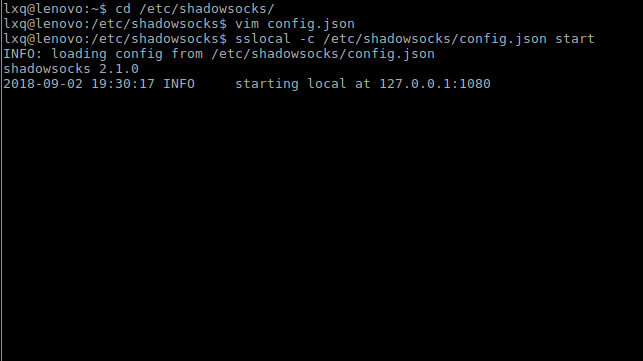 lxq@lenovo:~$ cd /etc/shadowsocks/
lxq@lenovo:/etc/shadowsocks$ vim config.json
lxq@lenovo:/etc/shadowsocks$ sslocal -c /etc/shadowsocks/config.json start
INFO: loading config from /etc/shadowsocks/config.json
shadowsocks 2.1.0
2018-09-02 19:30:17 INFO     starting local at 127.0.0.1:1080